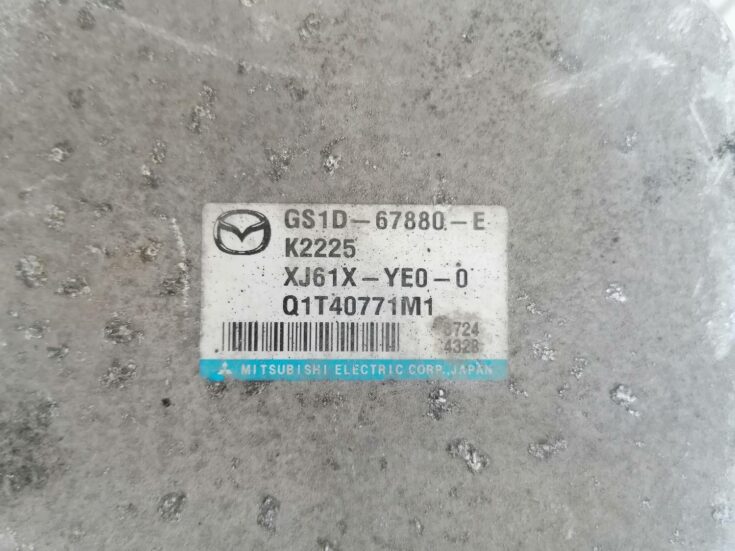 GS1D-67880-E
K2225
XJ61X-YE0-0
Q1T40771M1
3724
4328
MITSUBISHI ELECTRIC CORP., JAPAN